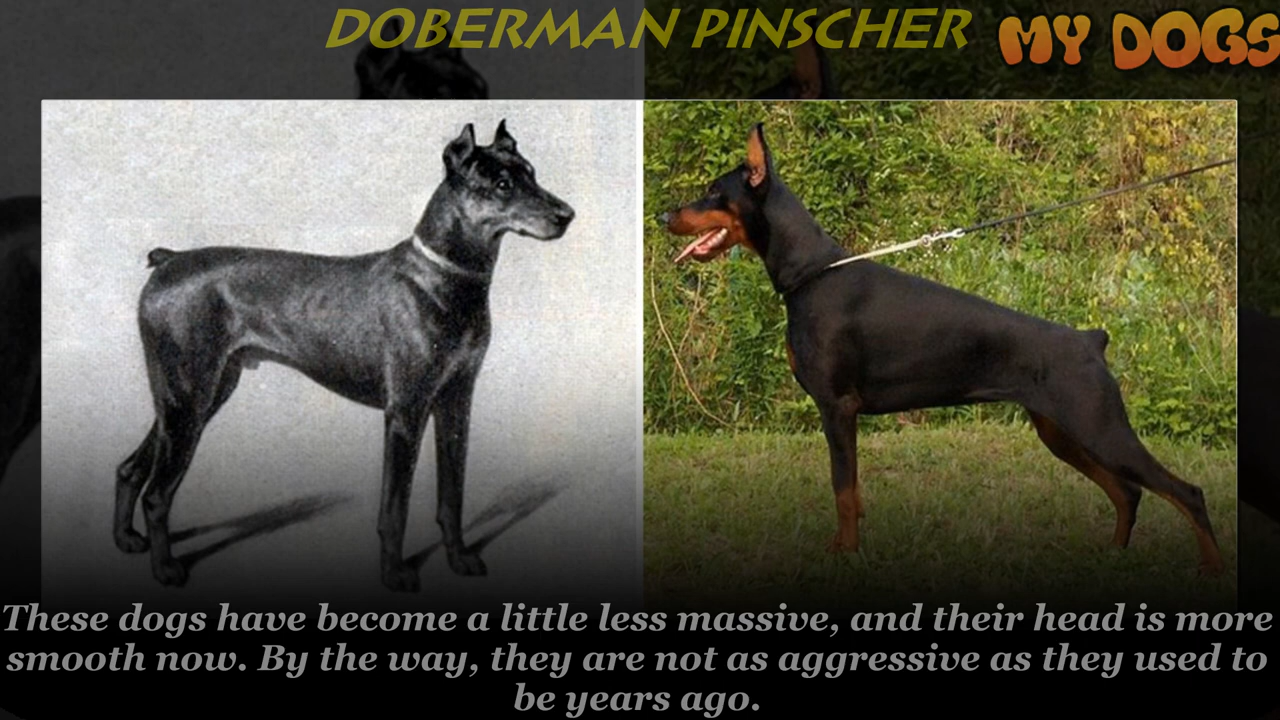 DOBERMAN PINSCHER
MY DOGS
These dogs have become a little less massive, and their head is more
smooth now. By the way, they are not as aggressive as they used to
be years ago.